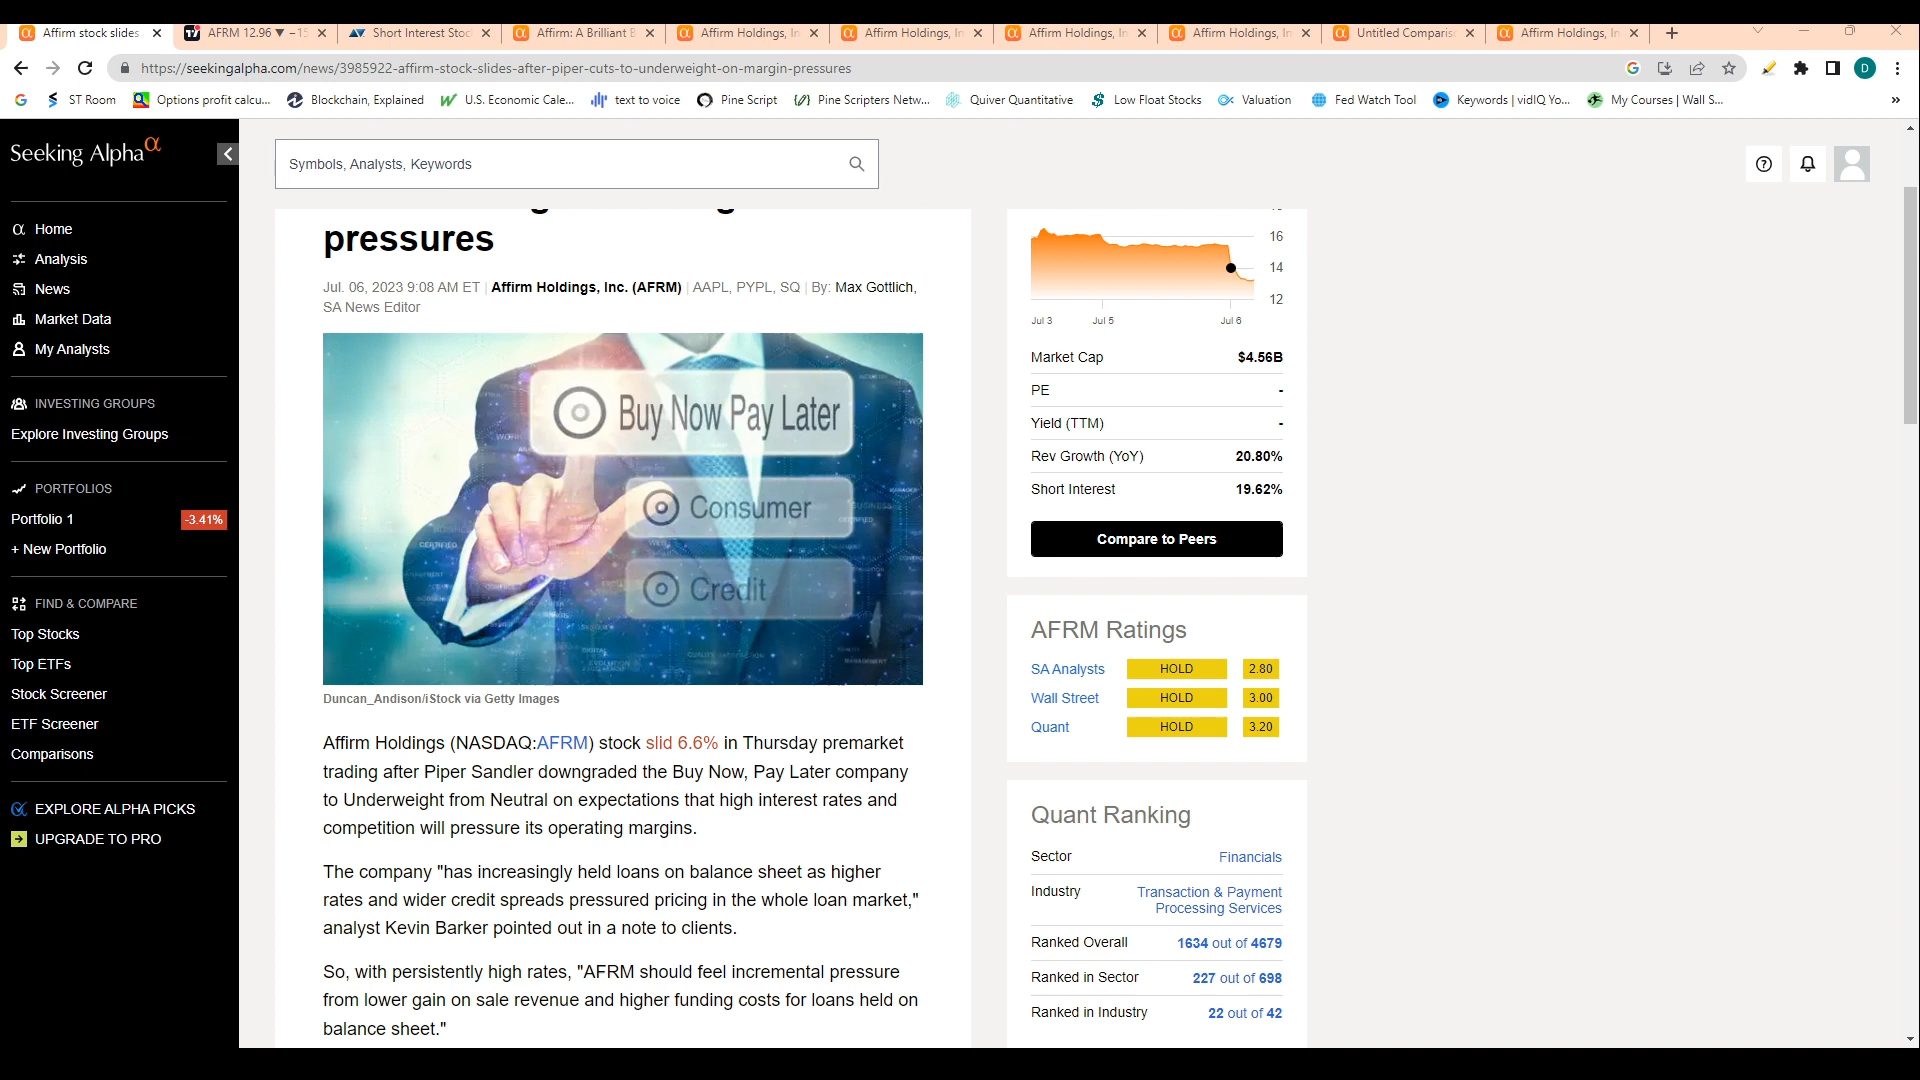 Affirm stock slides
AFRM 12.96 ▼ −15
Short Interest Stoc
Affirm: A Brilliant B
Affirm Holdings, In
Affirm Holdings, In
Affirm Holdings, In
Affirm Holdings, In
Untitled Comparis
Affirm Holdings, In
https://seekingalpha.com/news/3985922-affirm-stock-slides-after-piper-cuts-to-underweight-on-margin-pressures
D
ST Room
Options profit calcu...
Blockchain, Explained
U.S. Economic Cale...
text to voice
Pine Script
Pine Scripters Netw...
Quiver Quantitative
Low Float Stocks
Valuation
Fed Watch Tool
Keywords | vidIQ Yo...
My Courses | Wall S...
»
Seeking Alphaα
Symbols, Analysts, Keywords
Home
Analysis
News
Market Data
My Analysts
INVESTING GROUPS
Explore Investing Groups
PORTFOLIOS
Portfolio 1 -3.41%
+ New Portfolio
FIND & COMPARE
Top Stocks
Top ETFs
Stock Screener
ETF Screener
Comparisons
EXPLORE ALPHA PICKS
UPGRADE TO PRO
pressures
Jul. 06, 2023 9:08 AM ET | Affirm Holdings, Inc. (AFRM) | AAPL, PYPL, SQ | By: Max Gottlich,
SA News Editor
Buy Now Pay Later
Consumer
Credit
Duncan_Andison/iStock via Getty Images
Affirm Holdings (NASDAQ:AFRM) stock slid 6.6% in Thursday premarket
trading after Piper Sandler downgraded the Buy Now, Pay Later company
to Underweight from Neutral on expectations that high interest rates and
competition will pressure its operating margins.
The company "has increasingly held loans on balance sheet as higher
rates and wider credit spreads pressured pricing in the whole loan market,"
analyst Kevin Barker pointed out in a note to clients.
So, with persistently high rates, "AFRM should feel incremental pressure
from lower gain on sale revenue and higher funding costs for loans held on
balance sheet."
16
14
12
Jul 3 Jul 5 Jul 6
Market Cap $4.56B
PE -
Yield (TTM) -
Rev Growth (YoY) 20.80%
Short Interest 19.62%
Compare to Peers
AFRM Ratings
SA Analysts HOLD 2.80
Wall Street HOLD 3.00
Quant HOLD 3.20
Quant Ranking
Sector Financials
Industry Transaction & Payment
Processing Services
Ranked Overall 1634 out of 4679
Ranked in Sector 227 out of 698
Ranked in Industry 22 out of 42